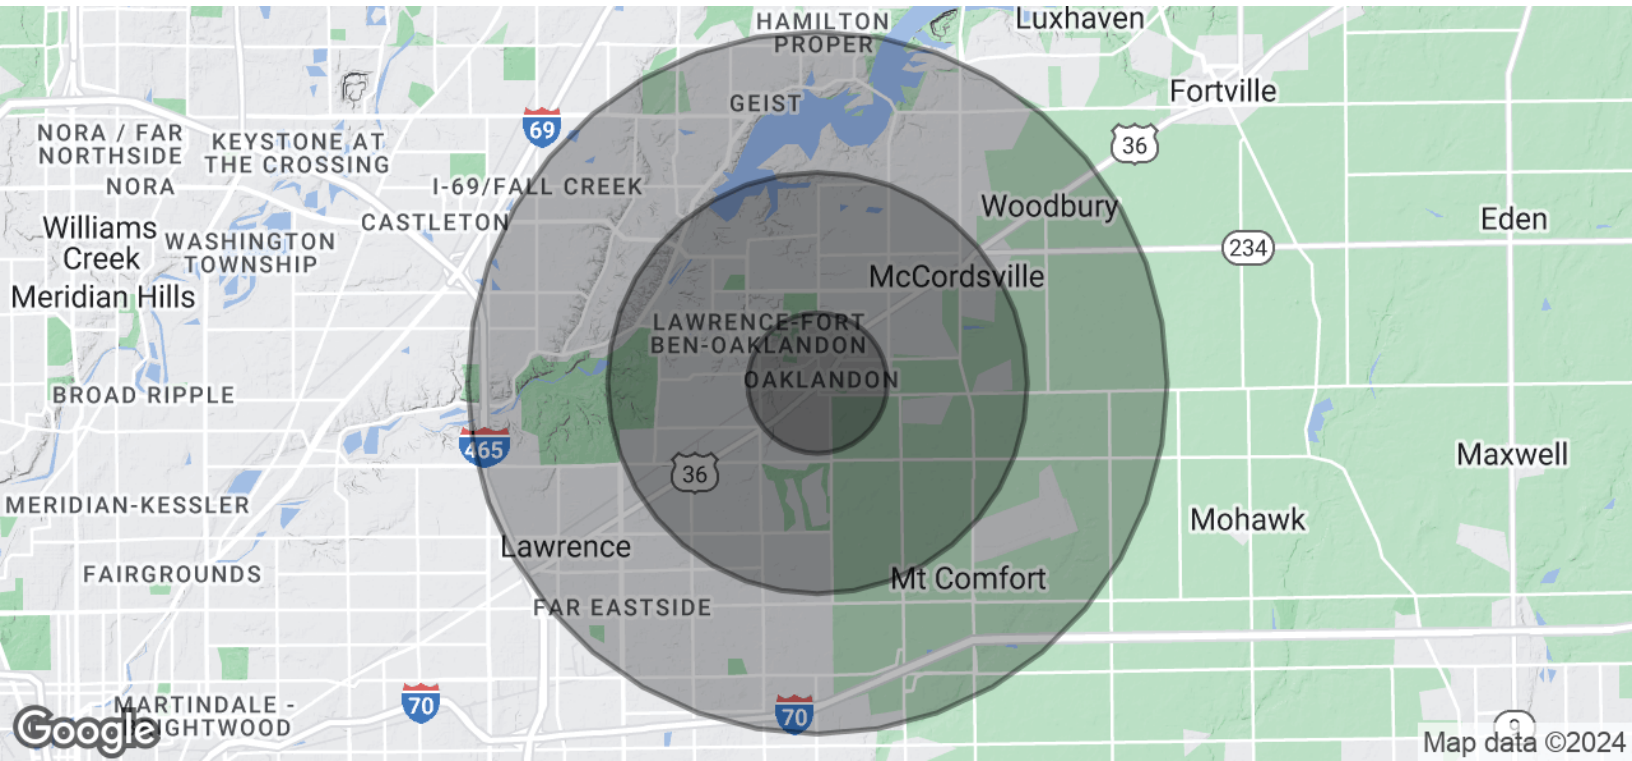 HAMILTON
PROPER
Luxhaven
GEIST
Fortville
69
36
NORA / FAR
NORTHSIDE
KEYSTONE AT
THE CROSSING
NORA
I-69/FALL CREEK
CASTLETON
Woodbury
Eden
Williams
Creek
WASHINGTON
TOWNSHIP
234
Meridian Hills
McCordsville
LAWRENCE-FORT
BEN-OAKLANDON
OAKLANDON
BROAD RIPPLE
465
36
Maxwell
MERIDIAN-KESSLER
Mohawk
Lawrence
FAIRGROUNDS
Mt Comfort
FAR EASTSIDE
70
70
MARTINDALE -
BRIGHTWOOD
Google
9
Map data ©2024